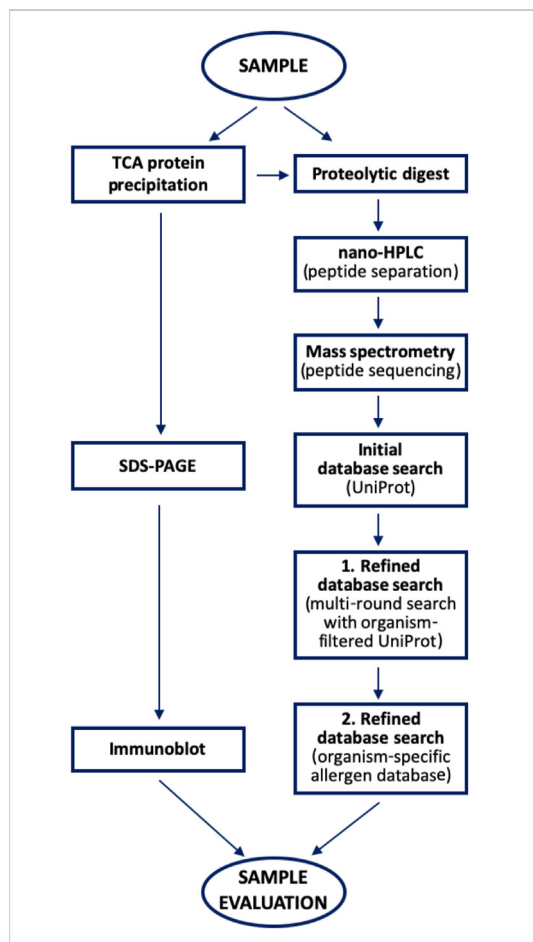 SAMPLE
TCA protein
precipitation
Proteolytic digest
nano-HPLC
(peptide separation)
Mass spectrometry
(peptide sequencing)
SDS-PAGE
Initial
database search
(UniProt)
1. Refined
database search
(multi-round search
with organism-
filtered UniProt)
Immunoblot
2. Refined
database search
(organism-specific
allergen database)
SAMPLE
EVALUATION